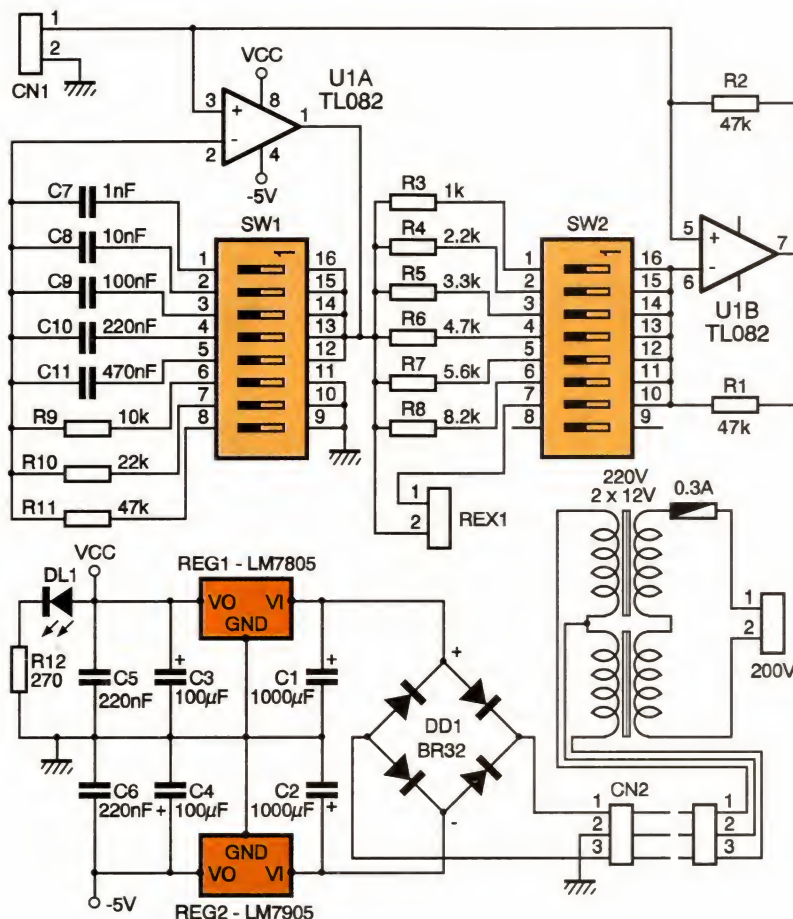 1
2
CN1
VCC
U1A
TL082
3
+
8
1
-
2
4
-5V
R2
47k
C7 1nF
C8 10nF
C9 100nF
C10 220nF
C11 470nF
R9 10k
R10 22k
R11 47k
SW1
1
1 16
2 15
3 14
4 13
5 12
6 11
7 10
8 9
R3 1k
R4 2.2k
R5 3.3k
R6 4.7k
R7 5.6k
R8 8.2k
SW2
1
1 16
2 15
3 14
4 13
5 12
6 11
7 10
8 9
5
+
7
-
6
U1B
TL082
R1
47k
1
2
REX1
220V
2 x 12V
0.3A
1
2
200V
VCC
DL1
R12
270
C5
220nF
+
C3
100µF
REG1 - LM7805
VO VI
GND
+
C1
1000µF
C6
220nF
C4
+ 100µF
GND
VO VI
REG2 - LM7905
C2
1000µF
+
-5V
+
DD1
BR32
-
CN2
1 1
2 2
3 3